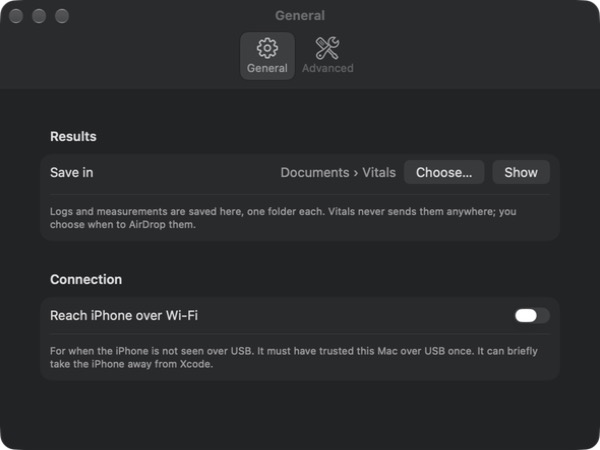 General
General
Advanced
Results
Save in
Documents › Vitals
Choose...
Show
Logs and measurements are saved here, one folder each. Vitals never sends them anywhere; you
choose when to AirDrop them.
Connection
Reach iPhone over Wi-Fi
For when the iPhone is not seen over USB. It must have trusted this Mac over USB once. It can briefly
take the iPhone away from Xcode.